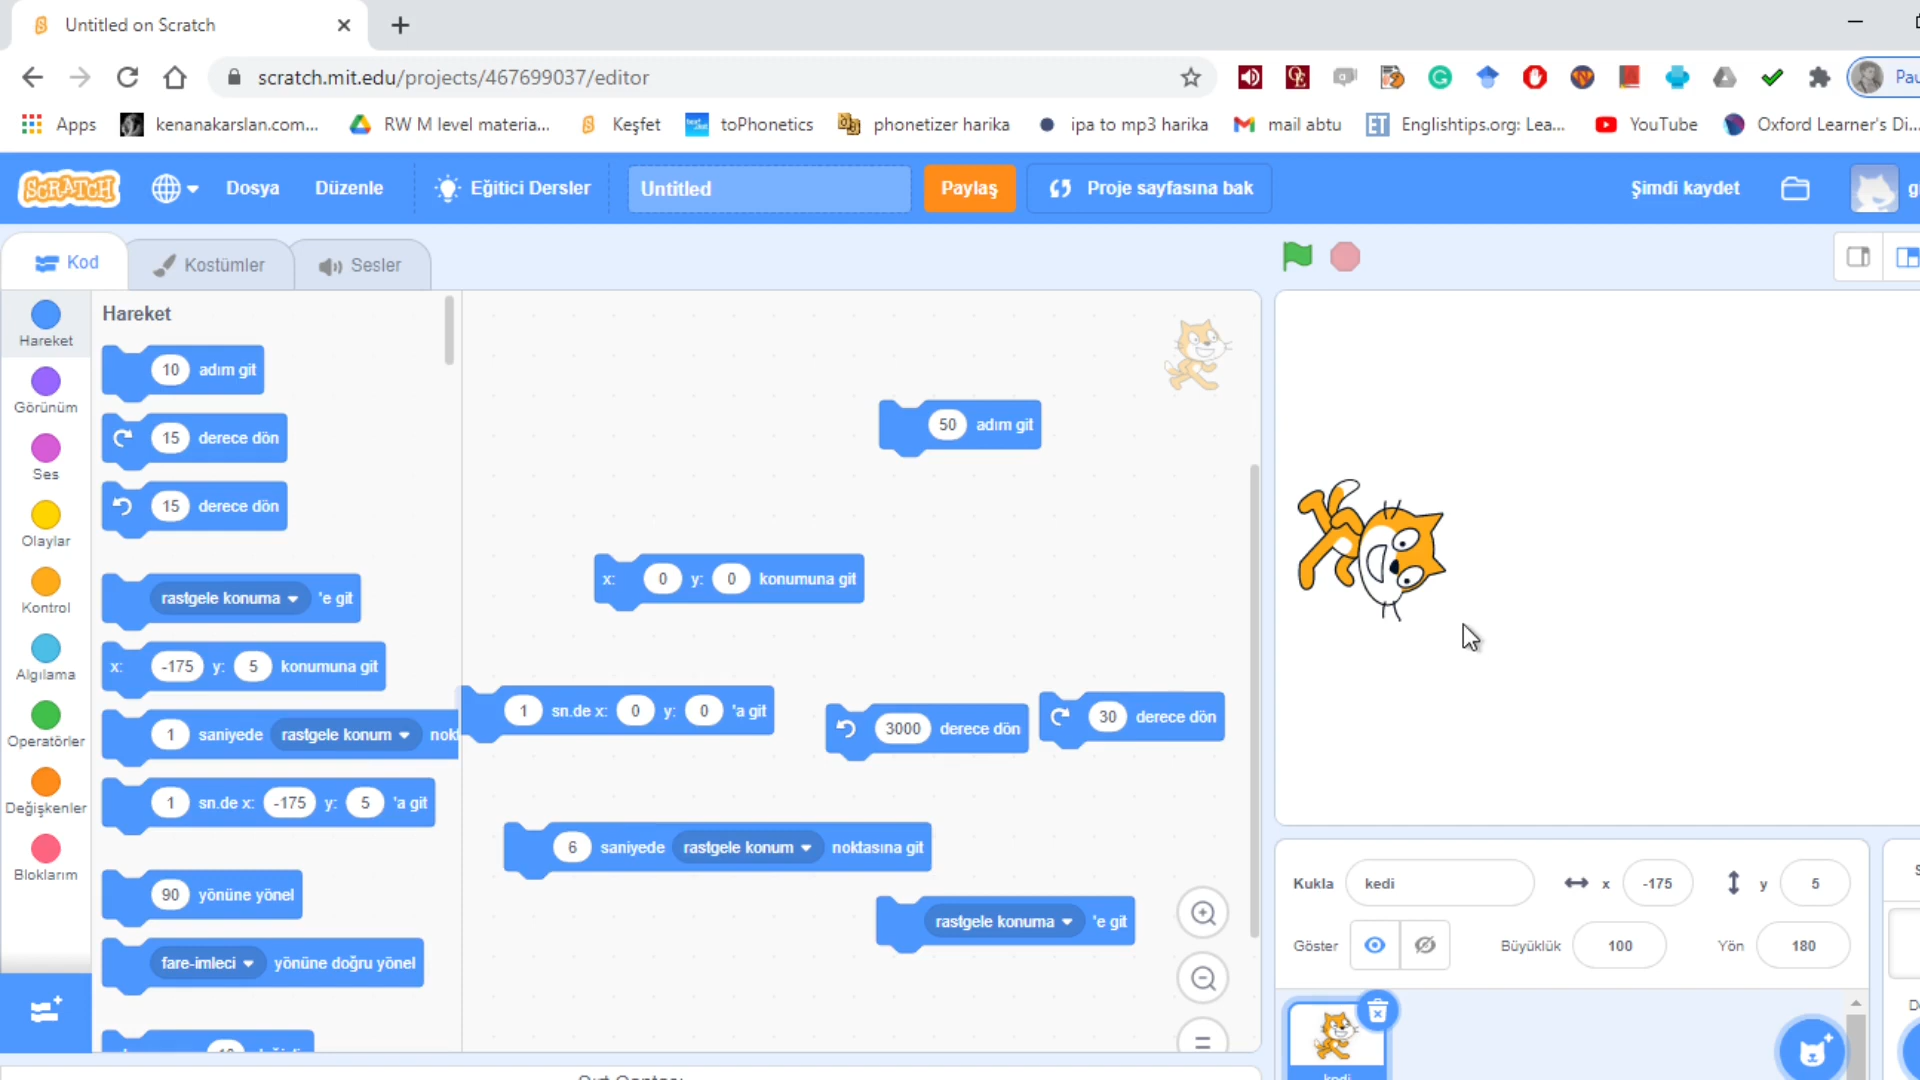 Untitled on Scratch
scratch.mit.edu/projects/467699037/editor
Pau
Apps
kenanakarslan.com...
RW M level materia...
Keşfet
toPhonetics
phonetizer harika
ipa to mp3 harika
mail abtu
ET Englishtips.org: Lea...
YouTube
Oxford Learner's Di...
SCRATCH
Dosya
Düzenle
Eğitici Dersler
Untitled
Paylaş
Proje sayfasına bak
Şimdi kaydet
Kod
Kostümler
Sesler
Hareket
Görünüm
Ses
Olaylar
Kontrol
Algılama
Operatörler
Değişkenler
Bloklarım
Hareket
10 adım git
15 derece dön
15 derece dön
rastgele konuma 'e git
x: -175 y: 5 konumuna git
1 saniyede rastgele konum nok
1 sn.de x: -175 y: 5 'a git
90 yönüne yönel
fare-imleci yönüne doğru yönel
50 adım git
x: 0 y: 0 konumuna git
1 sn.de x: 0 y: 0 'a git
3000 derece dön
30 derece dön
6 saniyede rastgele konum noktasına git
rastgele konuma 'e git
Kukla kedi x -175 y 5
Göster Büyüklük 100 Yön 180
kedi